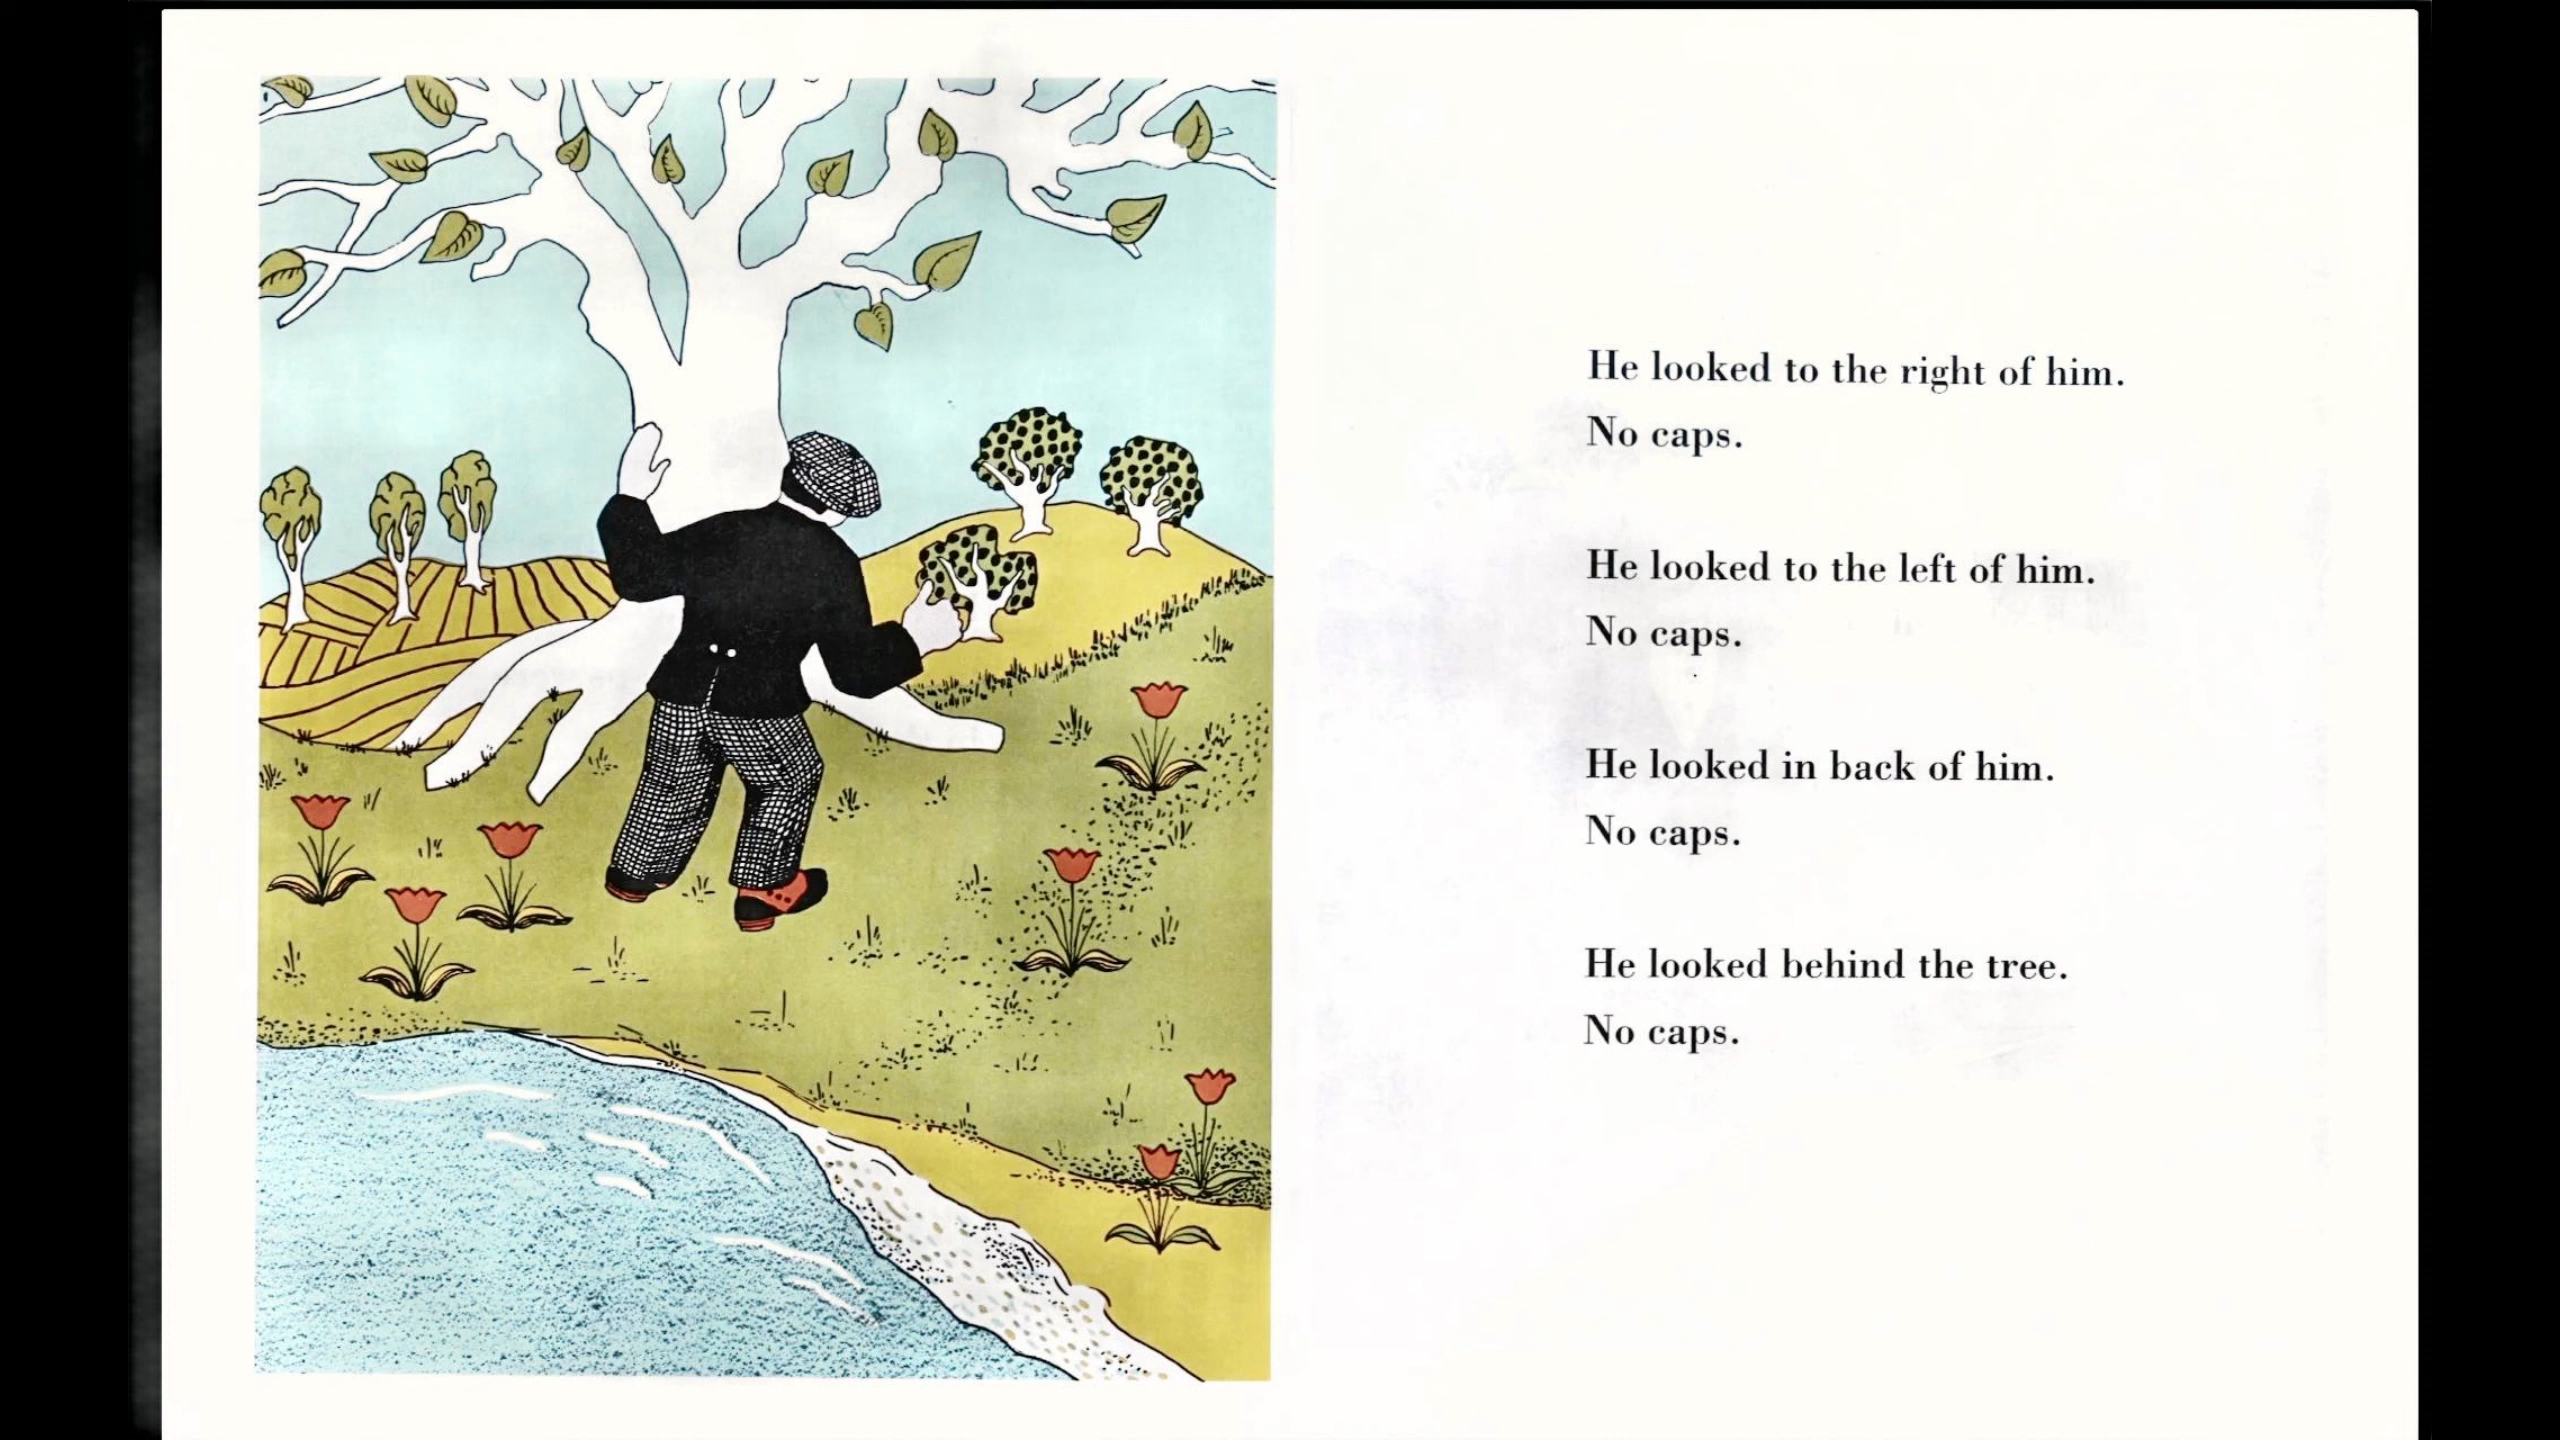 He looked to the right of him.
No caps.
He looked to the left of him.
No caps.
He looked in back of him.
No caps.
He looked behind the tree.
No caps.